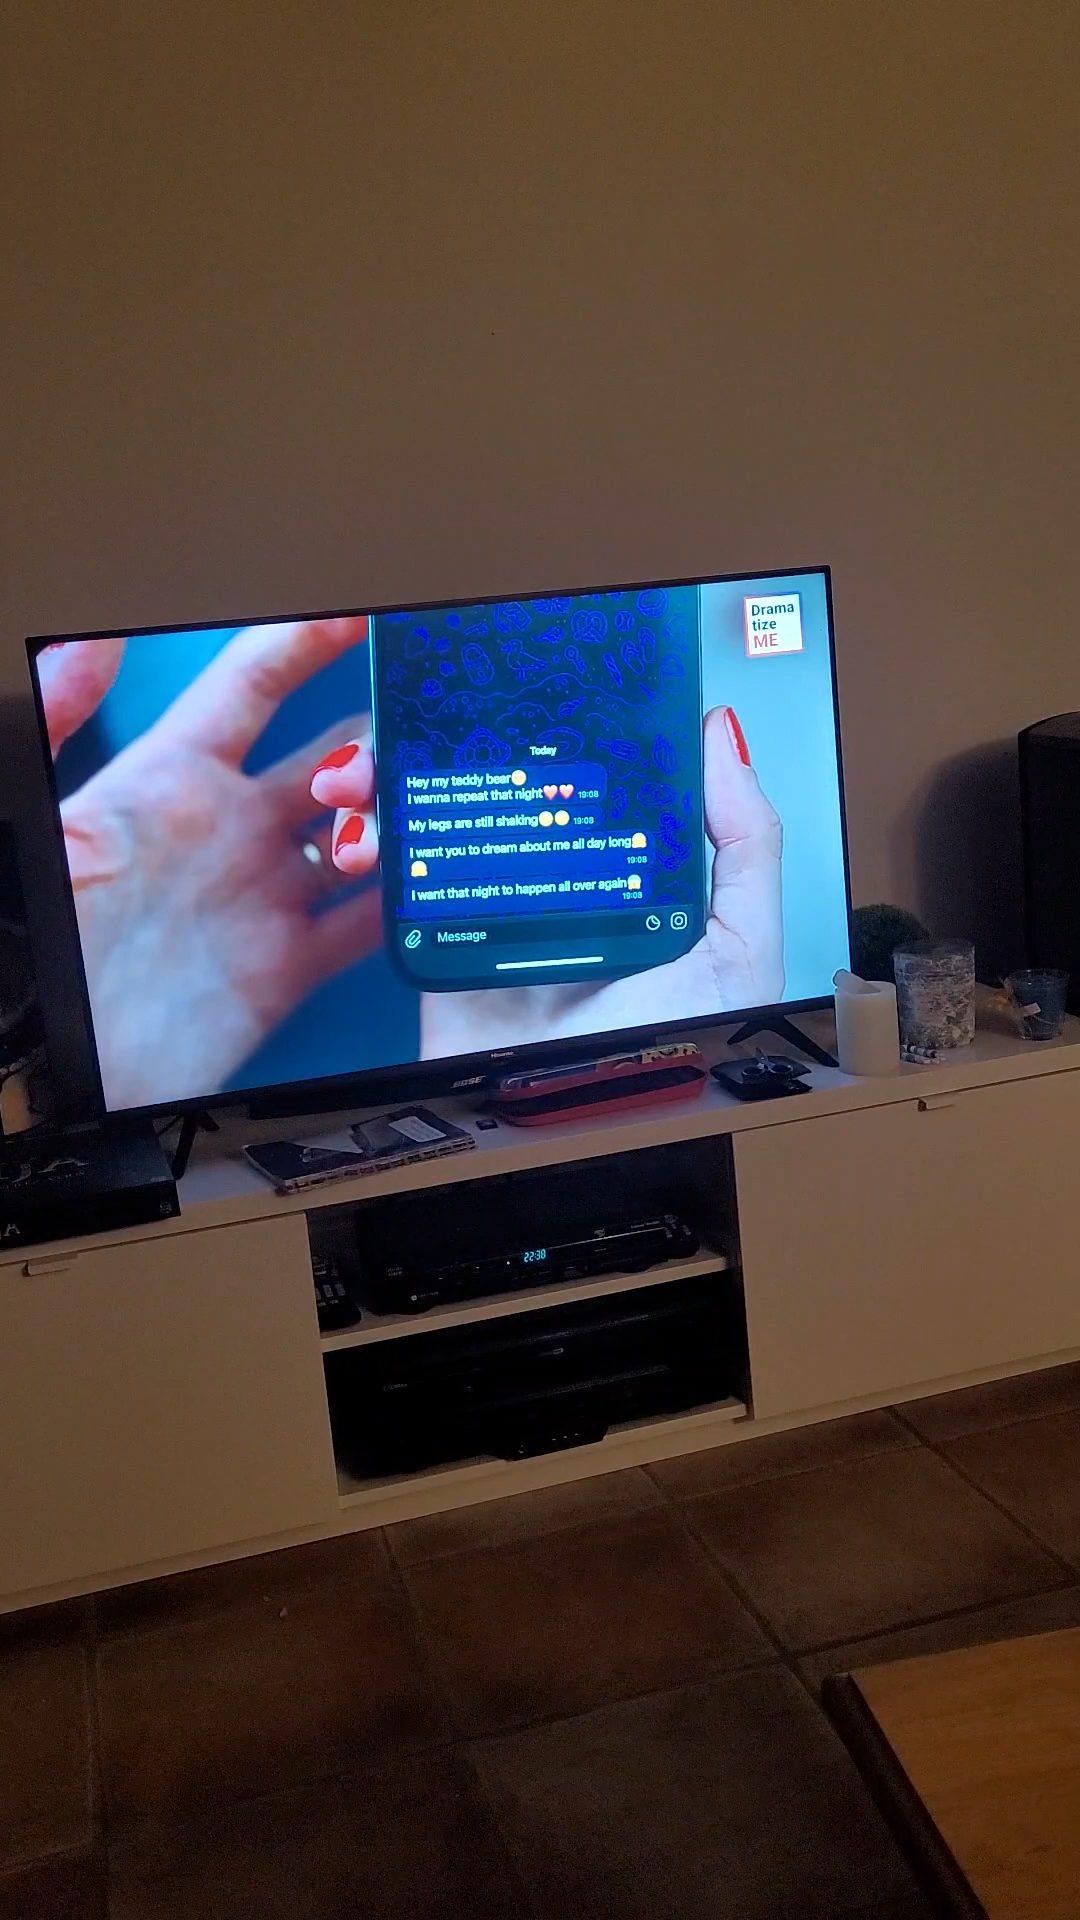 Drama
tize
ME
Today
Hey my teddy bear
I wanna repeat that night❤️❤️ 19:08
My legs are still shaking 19:08
I want you to dream about me all day long
19:08
I want that night to happen all over again
19:08
Message
Hisense
BOSE
22:30